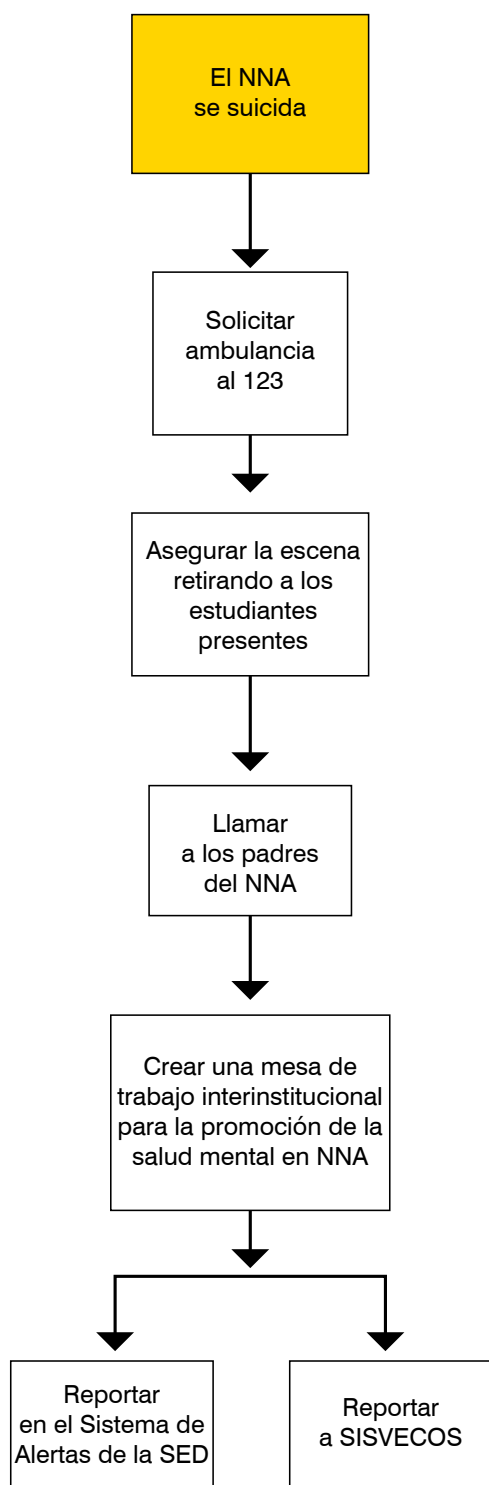 El NNA
se suicida
Solicitar
ambulancia
al 123
Asegurar la escena
retirando a los
estudiantes
presentes
Llamar
a los padres
del NNA
Crear una mesa de
trabajo interinstitucional
para la promoción de la
salud mental en NNA
Reportar
en el Sistema de
Alertas de la SED
Reportar
a SISVECOS